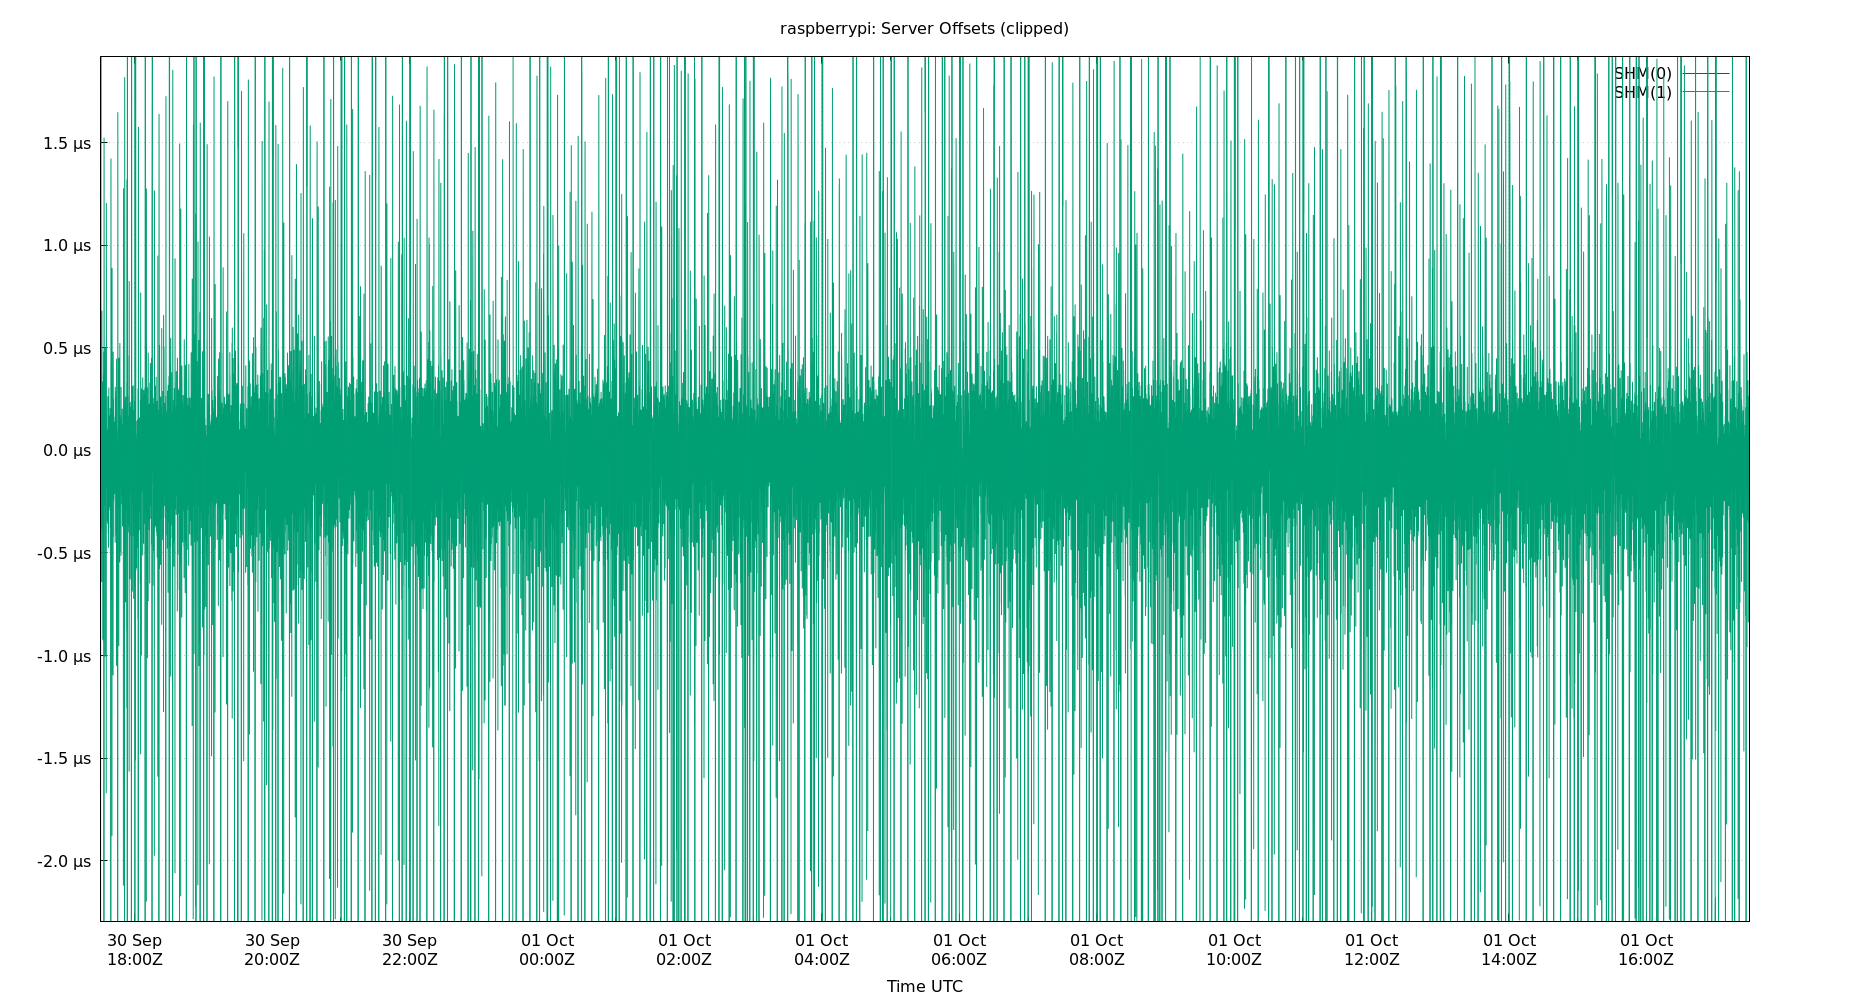 raspberrypi: Server Offsets (clipped)
SHM(0)
SHM(1)
1.5 µs
1.0 µs
0.5 µs
0.0 µs
-0.5 µs
-1.0 µs
-1.5 µs
-2.0 µs
30 Sep 30 Sep 30 Sep 01 Oct 01 Oct 01 Oct 01 Oct 01 Oct 01 Oct 01 Oct 01 Oct 01 Oct
18:00Z 20:00Z 22:00Z 00:00Z 02:00Z 04:00Z 06:00Z 08:00Z 10:00Z 12:00Z 14:00Z 16:00Z
Time UTC